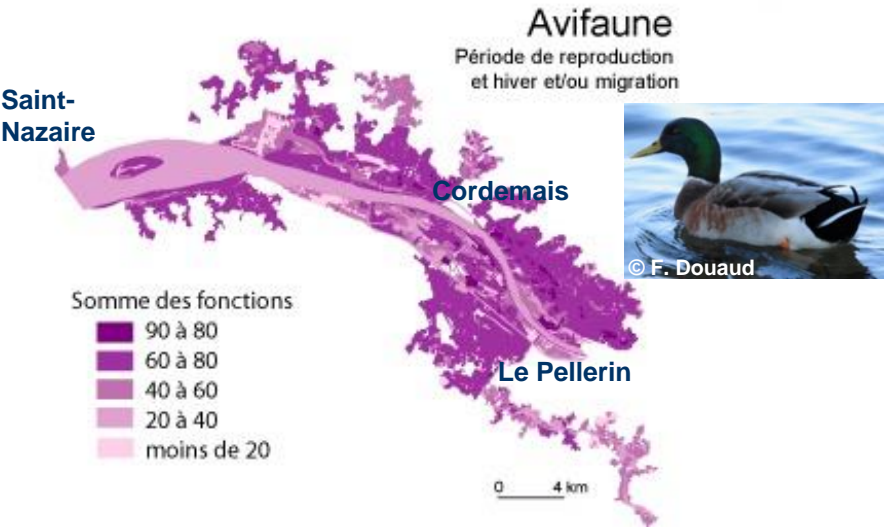 Avifaune
Période de reproduction
et hiver et/ou migration
Saint-
Nazaire
Cordemais
© F. Douaud
Somme des fonctions
90 à 80
60 à 80
40 à 60
20 à 40
moins de 20
Le Pellerin
0 4 km